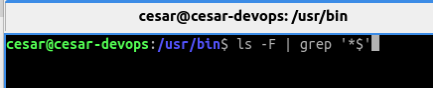 cesar@cesar-devops: /usr/bin
cesar@cesar-devops:/usr/bin$ ls -F | grep '*$'